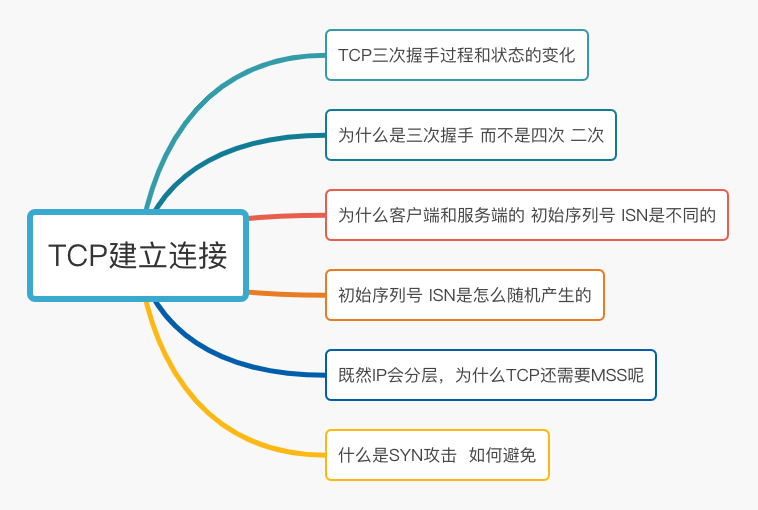 TCP三次握手过程和状态的变化
为什么是三次握手 而不是四次 二次
为什么客户端和服务端的 初始序列号 ISN是不同的
TCP建立连接
初始序列号 ISN是怎么随机产生的
既然IP会分层，为什么TCP还需要MSS呢
什么是SYN攻击  如何避免